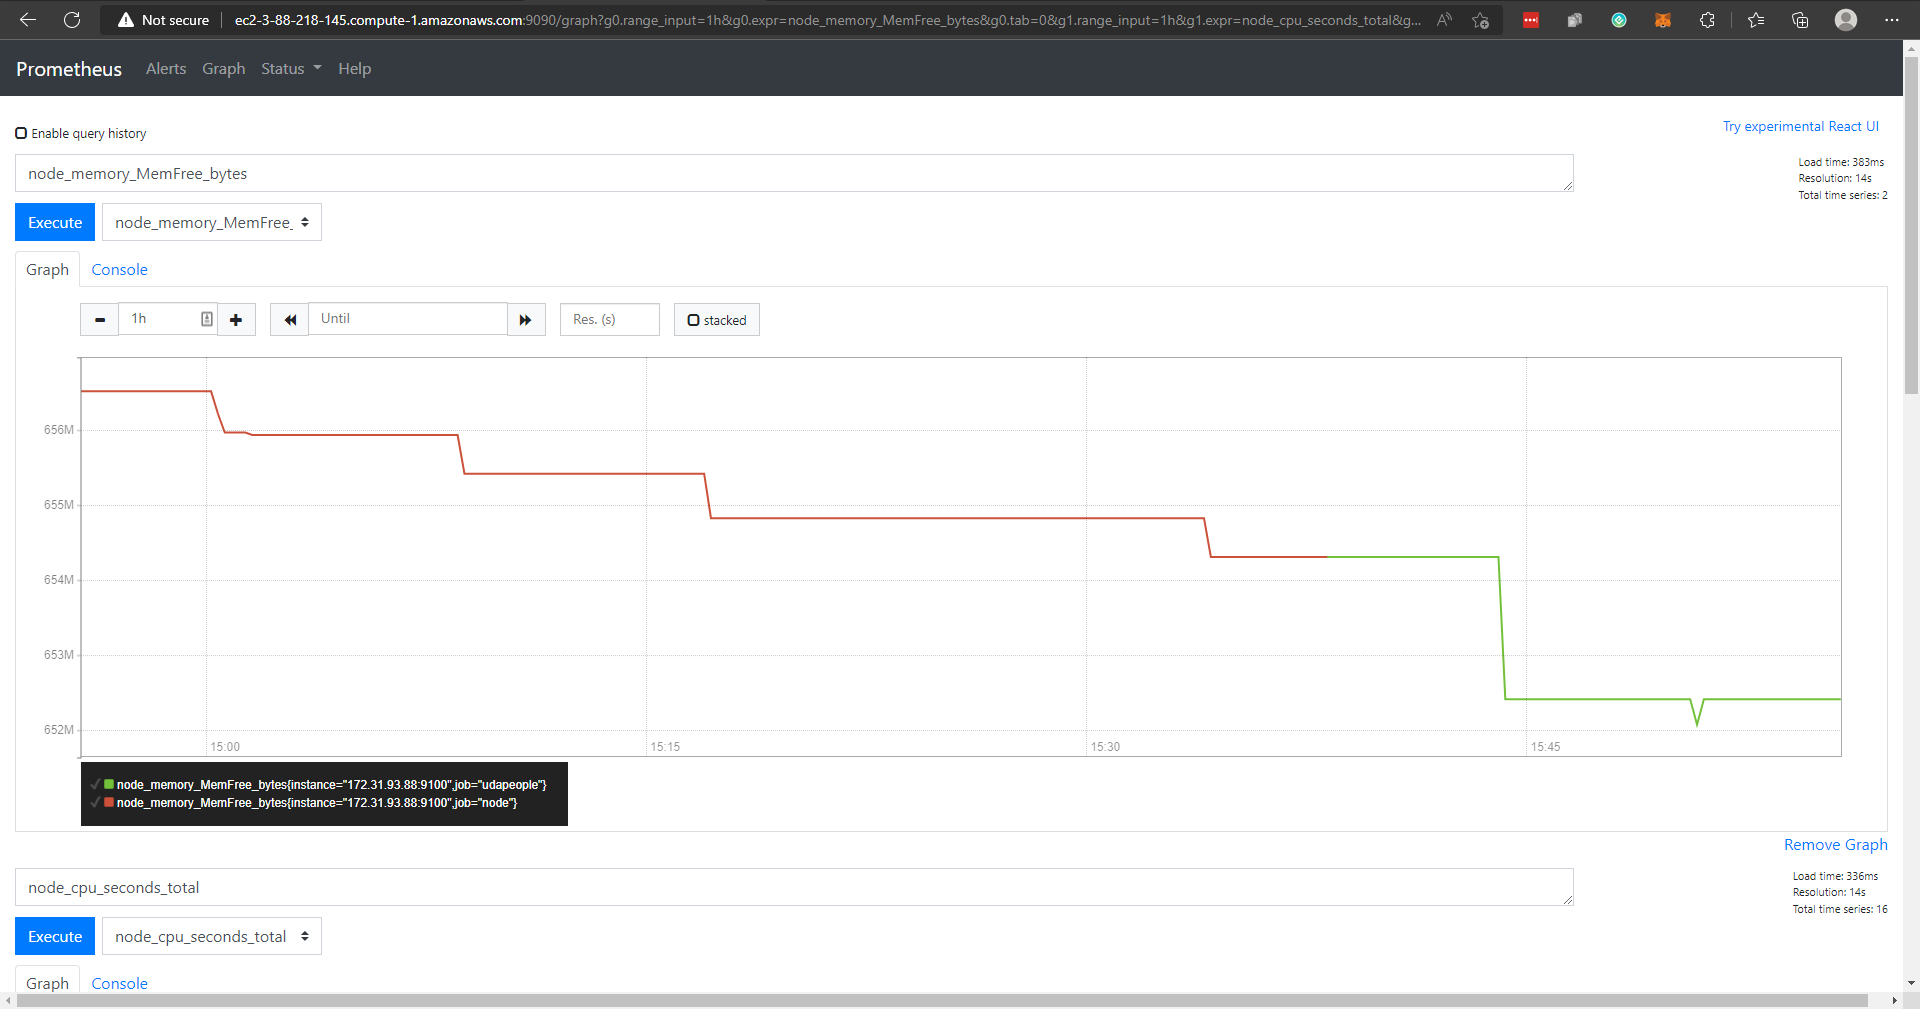 Not secure ec2-3-88-218-145.compute-1.amazonaws.com:9090/graph?g0.range_input=1h&g0.expr=node_memory_MemFree_bytes&g0.tab=0&g1.range_input=1h&g1.expr=node_cpu_seconds_total&g...
Prometheus Alerts Graph Status Help
Enable query history
Try experimental React UI
node_memory_MemFree_bytes
Load time: 383ms
Resolution: 14s
Total time series: 2
Execute node_memory_MemFree_
Graph Console
1h Until Res. (s) stacked
656M
655M
654M
653M
652M
15:00 15:15 15:30 15:45
node_memory_MemFree_bytes{instance="172.31.93.88:9100",job="udapeople"}
node_memory_MemFree_bytes{instance="172.31.93.88:9100",job="node"}
Remove Graph
node_cpu_seconds_total
Load time: 336ms
Resolution: 14s
Total time series: 16
Execute node_cpu_seconds_total
Graph Console